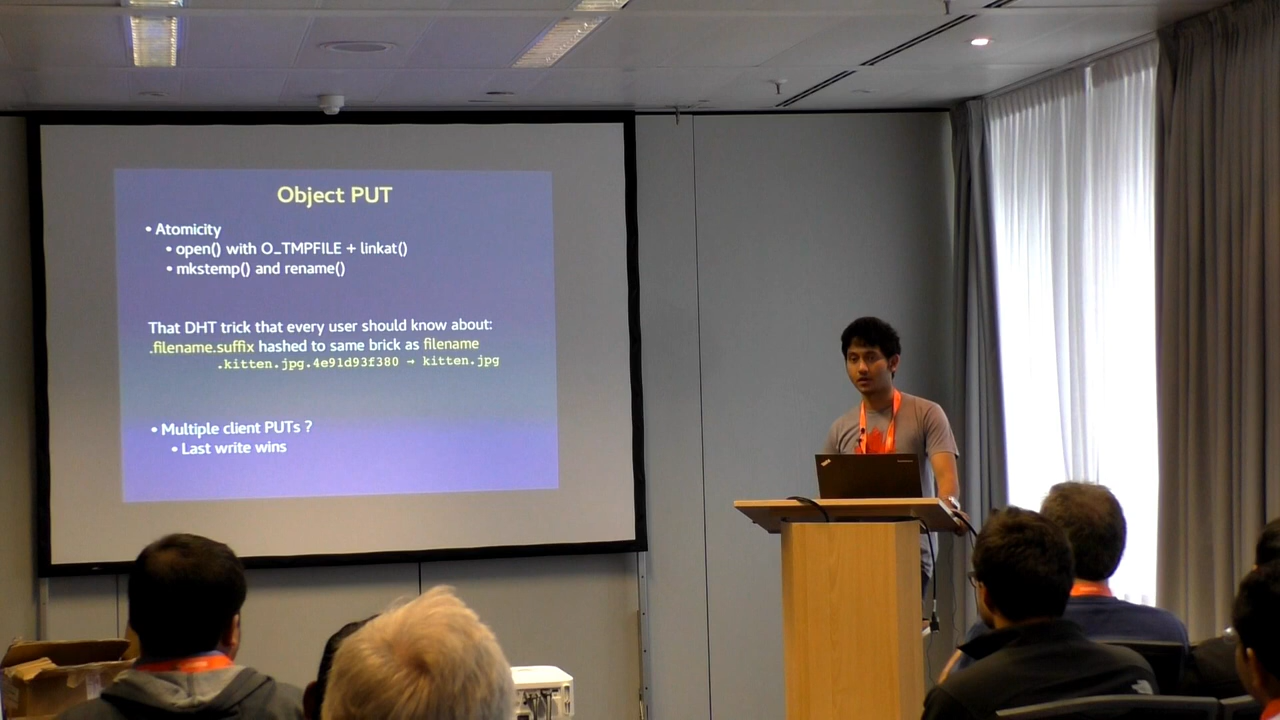 Object PUT
• Atomicity
• open() with O_TMPFILE + linkat()
• mkstemp() and rename()
That DHT trick that every user should know about:
.filename.suffix hashed to same brick as filename
.kitten.jpg.4e91d93f380 → kitten.jpg
• Multiple client PUTs ?
• Last write wins